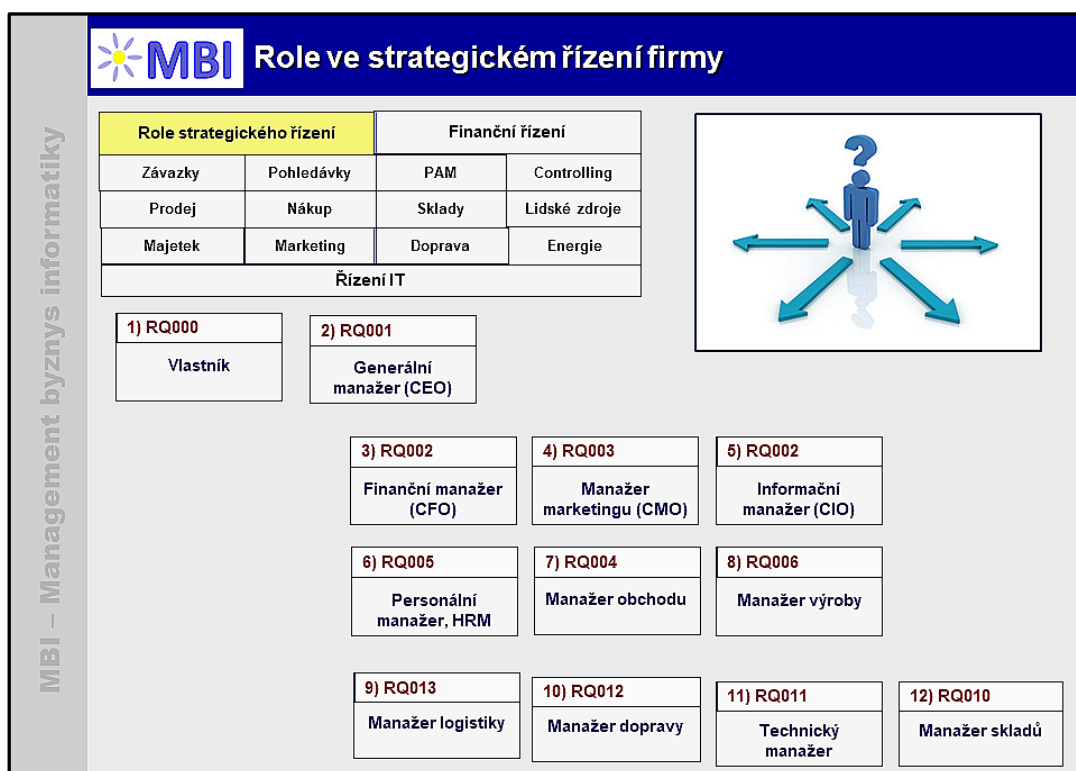 MBI
Role ve strategickém řízení firmy
MBI – Management byznys informatiky
Role strategického řízení
Finanční řízení
Závazky
Pohledávky
PAM
Controlling
Prodej
Nákup
Sklady
Lidské zdroje
Majetek
Marketing
Doprava
Energie
Řízení IT
1) RQ000
Vlastník
2) RQ001
Generální
manažer (CEO)
3) RQ002
Finanční manažer
(CFO)
4) RQ003
Manažer
marketingu (CMO)
5) RQ002
Informační
manažer (CIO)
6) RQ005
Personální
manažer, HRM
7) RQ004
Manažer obchodu
8) RQ006
Manažer výroby
9) RQ013
Manažer logistiky
10) RQ012
Manažer dopravy
11) RQ011
Technický
manažer
12) RQ010
Manažer skladů
?